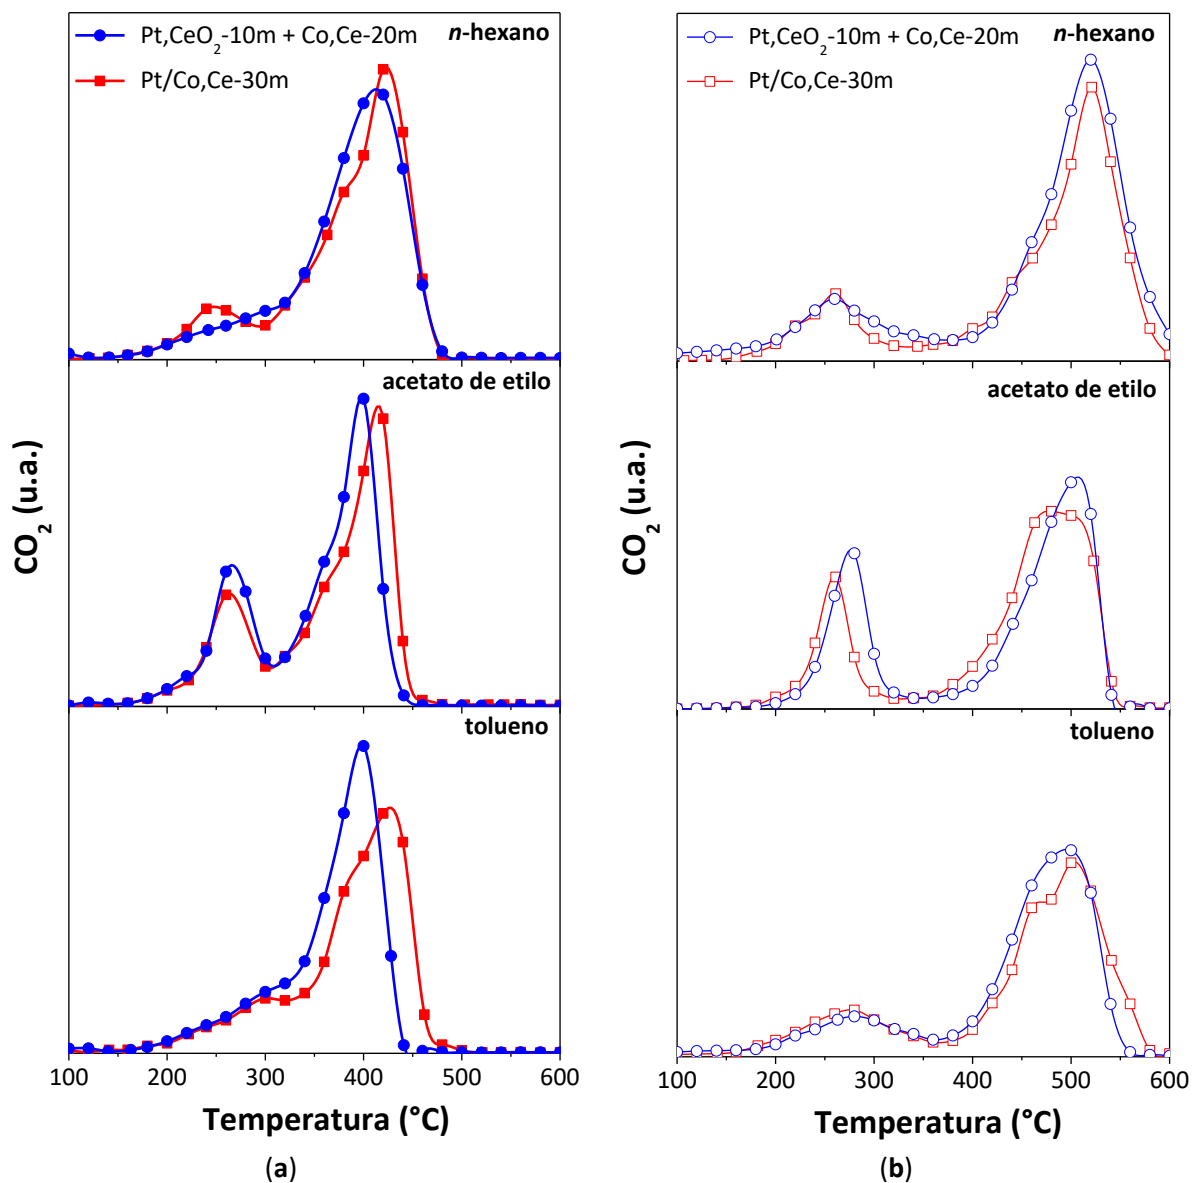 Pt,CeO₂-10m + Co,Ce-20m
n-hexano
Pt/Co,Ce-30m
acetato de etilo
tolueno
CO₂ (u.a.)
100 200 300 400 500 600
Temperatura (°C)
(a)
Pt,CeO₂-10m + Co,Ce-20m
n-hexano
Pt/Co,Ce-30m
acetato de etilo
tolueno
CO₂ (u.a.)
100 200 300 400 500 600
Temperatura (°C)
(b)